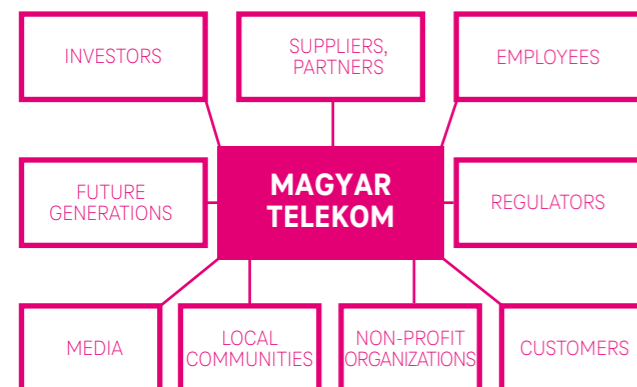 INVESTORS
SUPPLIERS,
PARTNERS
EMPLOYEES
FUTURE
GENERATIONS
MAGYAR
TELEKOM
REGULATORS
MEDIA
LOCAL
COMMUNITIES
NON-PROFIT
ORGANIZATIONS
CUSTOMERS